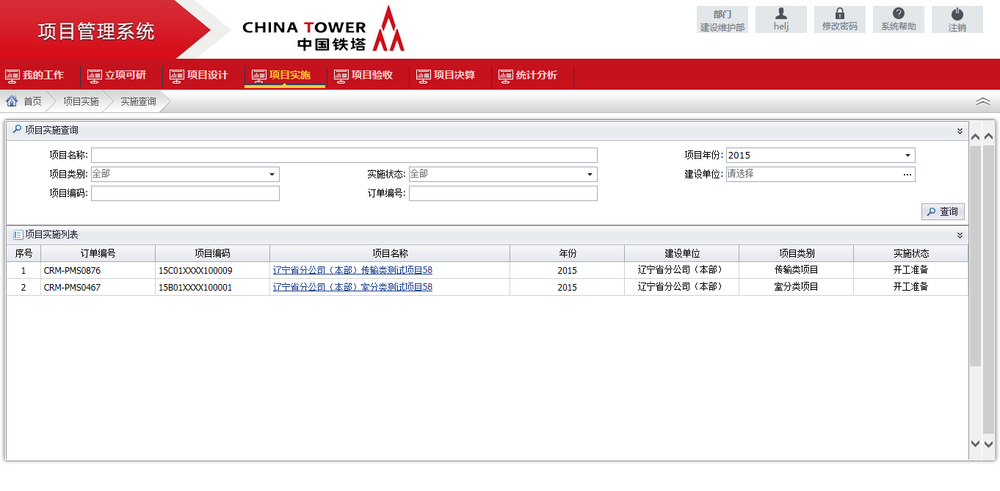 项目管理系统
CHINA TOWER
中国铁塔
部门
建设维护部
helj
修改密码
系统帮助
注销
我的工作 立项可研 项目设计 项目实施 项目验收 项目决算 统计分析
首页 项目实施 实施查询
项目实施查询
项目名称: 项目年份: 2015
项目类别: 全部 实施状态: 全部 建设单位: 请选择 ...
项目编码: 订单编号:
查询
项目实施列表
序号 订单编号 项目编码 项目名称 年份 建设单位 项目类别 实施状态
1 CRM-PMS0876 15C01XXXX100009 辽宁省分公司（本部）传输类测试项目58 2015 辽宁省分公司（本部） 传输类项目 开工准备
2 CRM-PMS0467 15B01XXXX100001 辽宁省分公司（本部）室分类测试项目58 2015 辽宁省分公司（本部） 室分类项目 开工准备